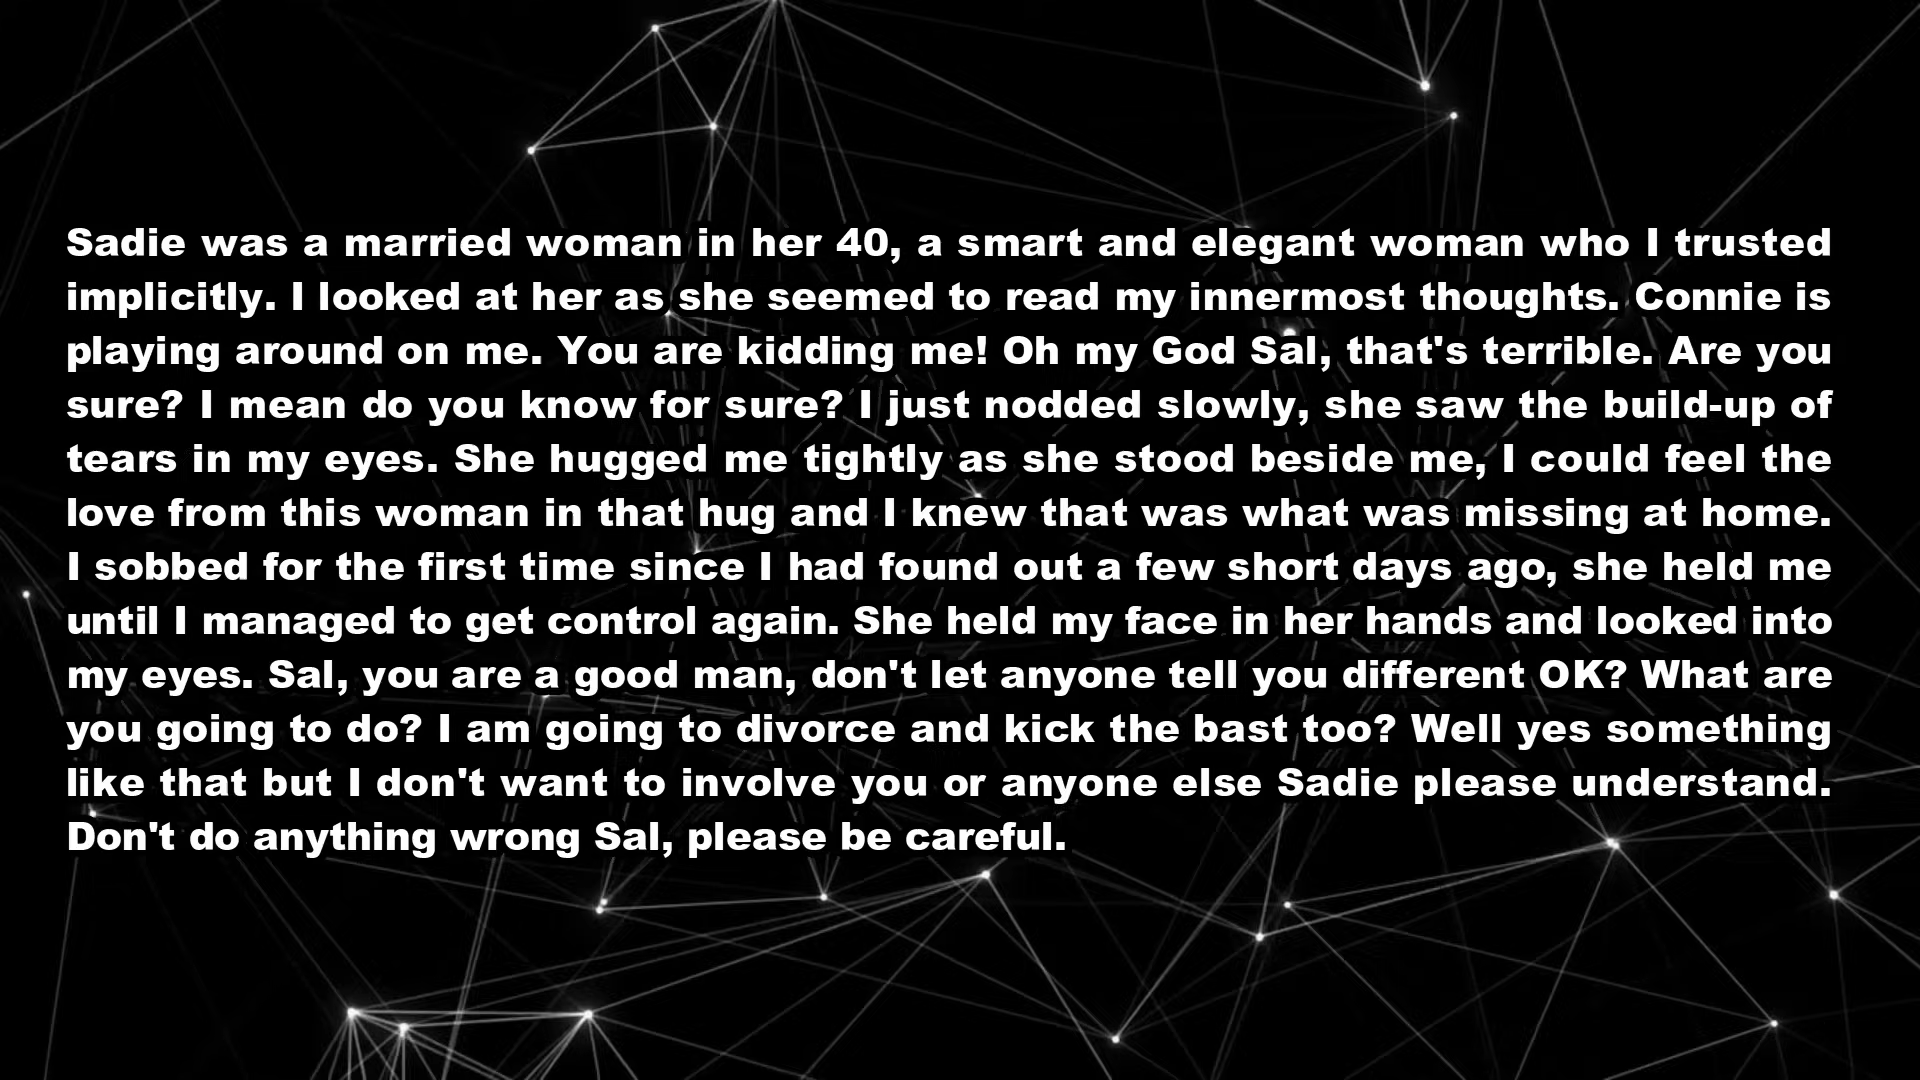 Sadie was a married woman in her 40, a smart and elegant woman who I trusted
implicitly. I looked at her as she seemed to read my innermost thoughts. Connie is
playing around on me. You are kidding me! Oh my God Sal, that's terrible. Are you
sure? I mean do you know for sure? I just nodded slowly, she saw the build-up of
tears in my eyes. She hugged me tightly as she stood beside me, I could feel the
love from this woman in that hug and I knew that was what was missing at home.
I sobbed for the first time since I had found out a few short days ago, she held me
until I managed to get control again. She held my face in her hands and looked into
my eyes. Sal, you are a good man, don't let anyone tell you different OK? What are
you going to do? I am going to divorce and kick the bast too? Well yes something
like that but I don't want to involve you or anyone else Sadie please understand.
Don't do anything wrong Sal, please be careful.